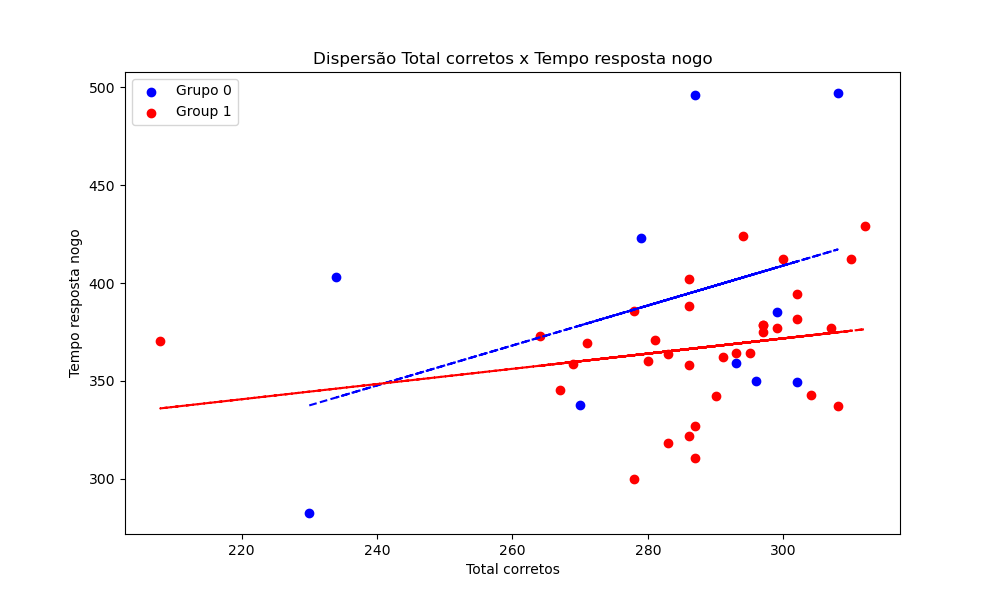 Dispersão Total corretos x Tempo resposta nogo
Grupo 0
Group 1
Tempo resposta nogo
500
450
400
350
300
220
240
260
280
300
Total corretos